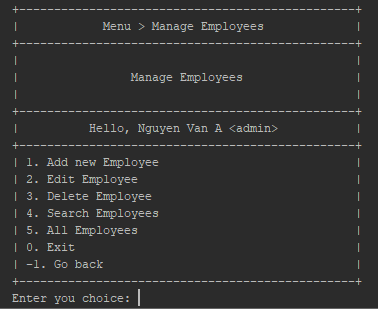 Menu > Manage Employees
Manage Employees
Hello, Nguyen Van A <admin>
1. Add new Employee
2. Edit Employee
3. Delete Employee
4. Search Employees
5. All Employees
0. Exit
-1. Go back
Enter you choice: